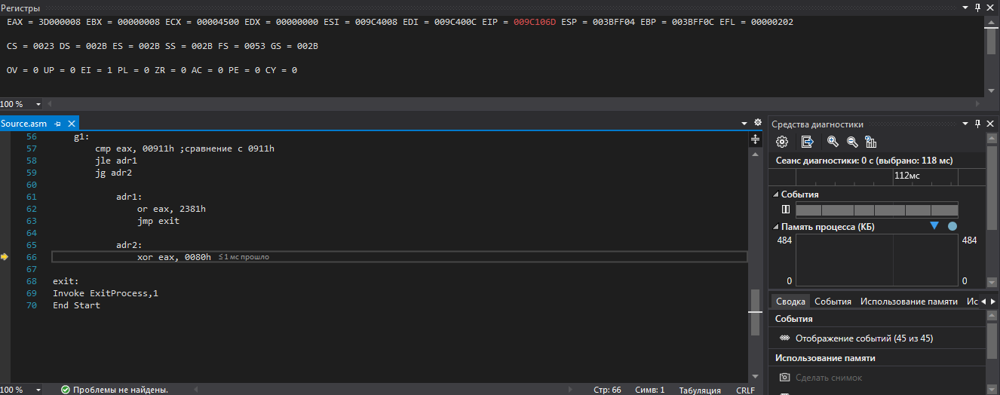 Регистры
EAX = 3D000008 EBX = 00000008 ECX = 00004500 EDX = 00000000 ESI = 009C4008 EDI = 009C400C EIP = 009C106D ESP = 003BFF04 EBP = 003BFF0C EFL = 00000202
CS = 0023 DS = 002B ES = 002B SS = 002B FS = 0053 GS = 002B
OV = 0 UP = 0 EI = 1 PL = 0 ZR = 0 AC = 0 PE = 0 CY = 0
100 %
Source.asm
56 g1:
57 cmp eax, 00911h ;сравнение с 0911h
58 jle adr1
59 jg adr2
60
61 adr1:
62 or eax, 2381h
63 jmp exit
64
65 adr2:
66 xor eax, 0080h ≤ 1 мс прошло
67
68 exit:
69 Invoke ExitProcess,1
70 End Start
100 %
Проблемы не найдены.
Стр: 66 Симв: 1 Табуляция CRLF
Средства диагностики
Сеанс диагностики: 0 с (выбрано: 118 мс)
112мс
События
Память процесса (КБ)
484 484
0 0
Сводка События Использование памяти Ис
События
Отображение событий (45 из 45)
Использование памяти
Сделать снимок